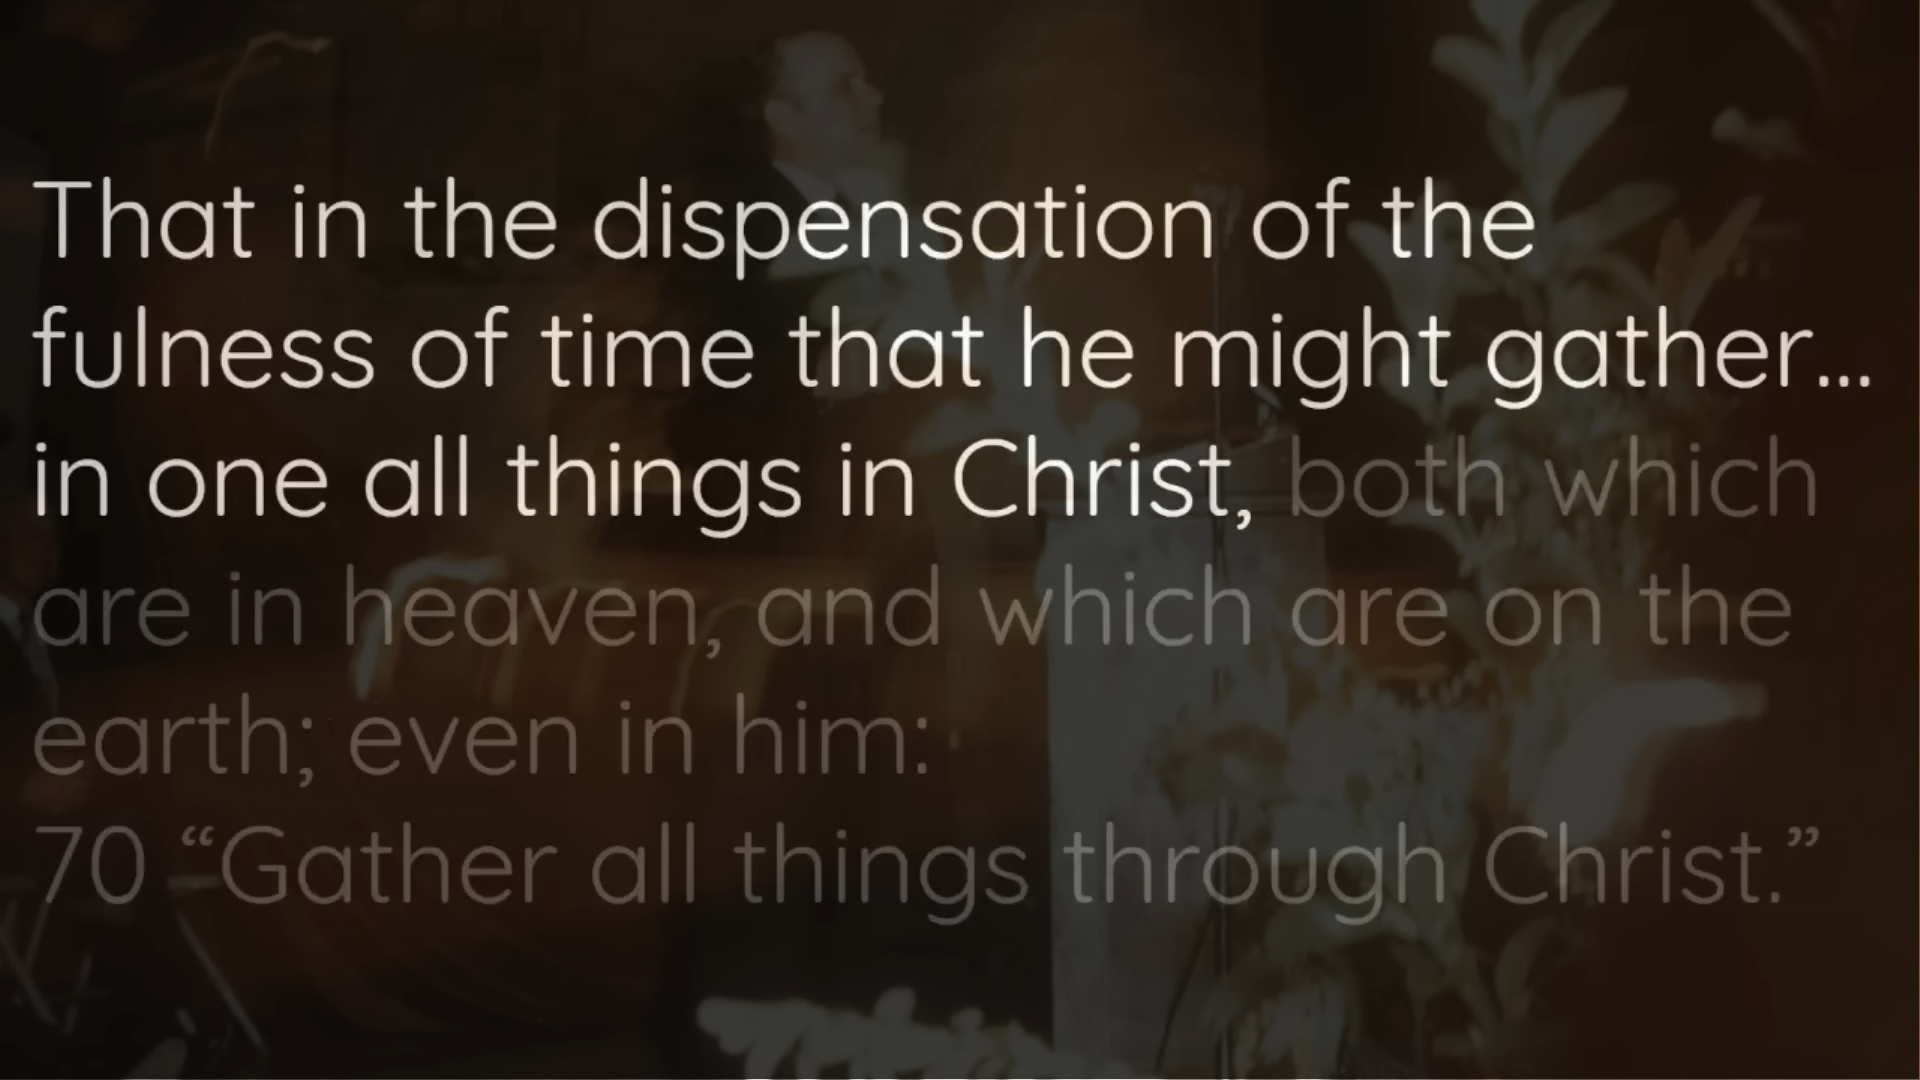 That in the dispensation of the
fulness of time that he might gather...
in one all things in Christ, both which
are in heaven, and which are on the
earth; even in him:
70 “Gather all things through Christ.”